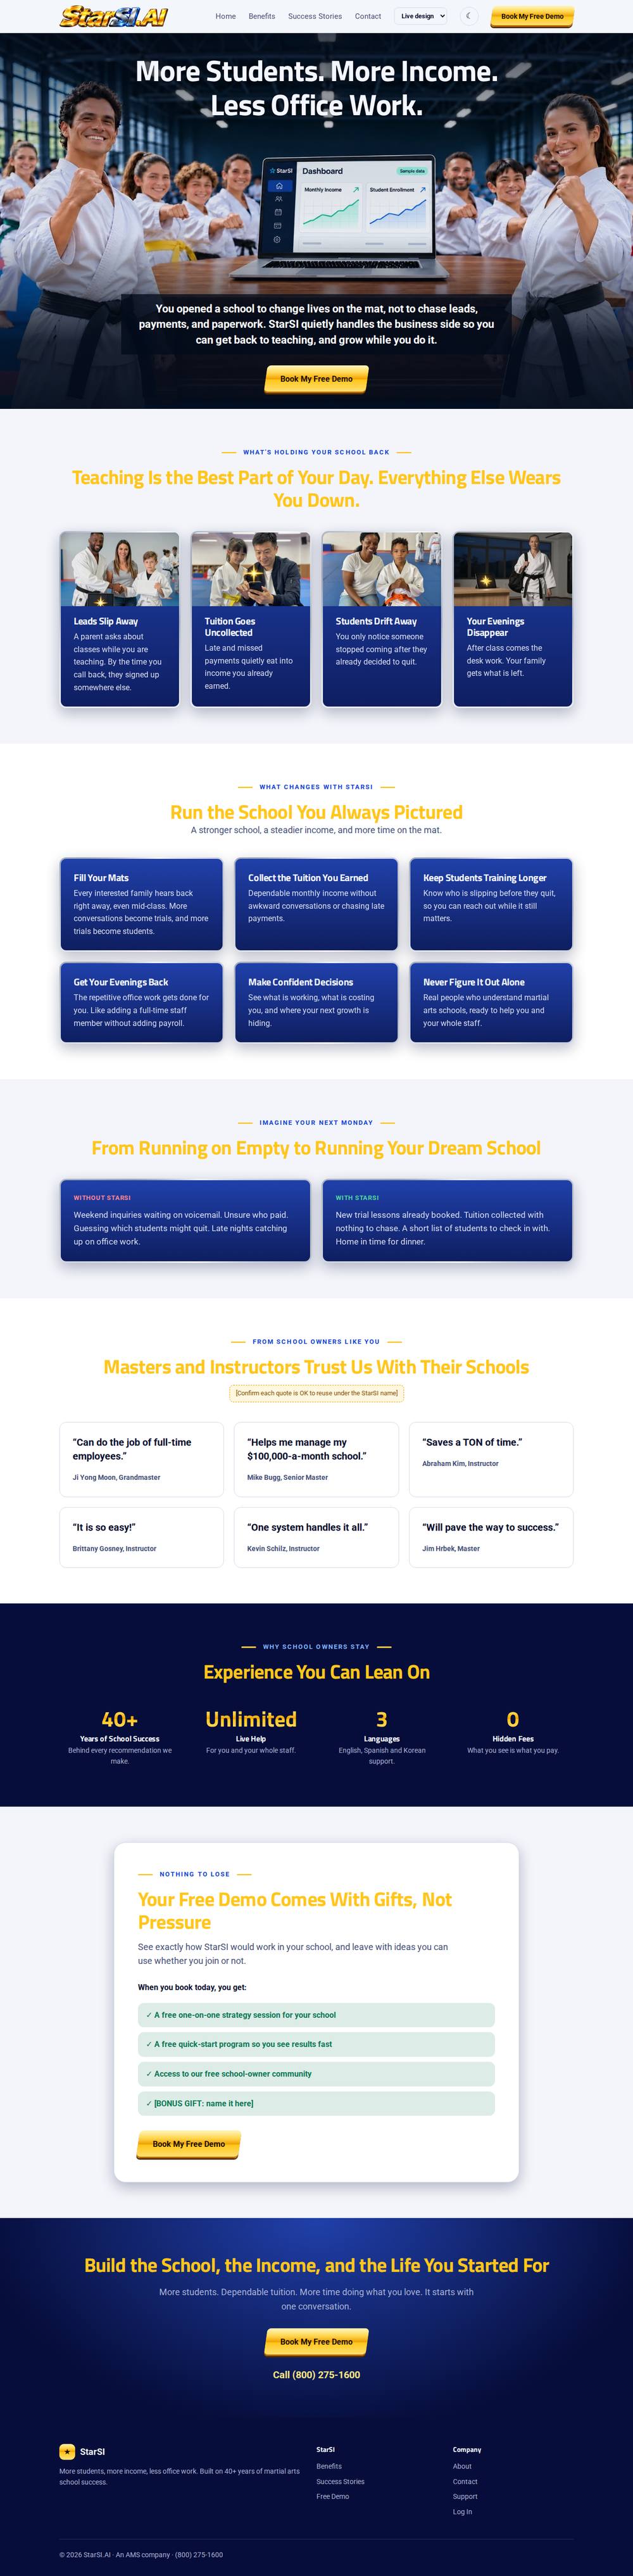 StarSI.AI
Home
Benefits
Success Stories
Contact
Live design
Book My Free Demo
More Students. More Income.
Less Office Work.
StarSI
Dashboard
Sample data
Monthly Income
Student Enrollment
You opened a school to change lives on the mat, not to chase leads,
payments, and paperwork. StarSI quietly handles the business side so you
can get back to teaching, and grow while you do it.
Book My Free Demo
WHAT'S HOLDING YOUR SCHOOL BACK
Teaching Is the Best Part of Your Day. Everything Else Wears
You Down.
Leads Slip Away
A parent asks about
classes while you are
teaching. By the time you
call back, they signed up
somewhere else.
Tuition Goes
Uncollected
Late and missed
payments quietly eat into
income you already
earned.
Students Drift Away
You only notice someone
stopped coming after they
already decided to quit.
Your Evenings
Disappear
After class comes the
desk work. Your family
gets what is left.
WHAT CHANGES WITH STARSI
Run the School You Always Pictured
A stronger school, a steadier income, and more time on the mat.
Fill Your Mats
Every interested family hears back
right away, even mid-class. More
conversations become trials, and more
trials become students.
Collect the Tuition You Earned
Dependable monthly income without
awkward conversations or chasing late
payments.
Keep Students Training Longer
Know who is slipping before they quit,
so you can reach out while it still
matters.
Get Your Evenings Back
The repetitive office work gets done for
you. Like adding a full-time staff
member without adding payroll.
Make Confident Decisions
See what is working, what is costing
you, and where your next growth is
hiding.
Never Figure It Out Alone
Real people who understand martial
arts schools, ready to help you and
your whole staff.
IMAGINE YOUR NEXT MONDAY
From Running on Empty to Running Your Dream School
WITHOUT STARSI
Weekend inquiries waiting on voicemail. Unsure who paid.
Guessing which students might quit. Late nights catching
up on office work.
WITH STARSI
New trial lessons already booked. Tuition collected with
nothing to chase. A short list of students to check in with.
Home in time for dinner.
FROM SCHOOL OWNERS LIKE YOU
Masters and Instructors Trust Us With Their Schools
[Confirm each quote is OK to reuse under the StarSI name]
“Can do the job of full-time
employees.”
Ji Yong Moon, Grandmaster
“Helps me manage my
$100,000-a-month school.”
Mike Bugg, Senior Master
“Saves a TON of time.”
Abraham Kim, Instructor
“It is so easy!”
Brittany Gosney, Instructor
“One system handles it all.”
Kevin Schilz, Instructor
“Will pave the way to success.”
Jim Hrbek, Master
WHY SCHOOL OWNERS STAY
Experience You Can Lean On
40+
Years of School Success
Behind every recommendation we
make.
Unlimited
Live Help
For you and your whole staff.
3
Languages
English, Spanish and Korean
support.
0
Hidden Fees
What you see is what you pay.
NOTHING TO LOSE
Your Free Demo Comes With Gifts, Not
Pressure
See exactly how StarSI would work in your school, and leave with ideas you can
use whether you join or not.
When you book today, you get:
✓ A free one-on-one strategy session for your school
✓ A free quick-start program so you see results fast
✓ Access to our free school-owner community
✓ [BONUS GIFT: name it here]
Book My Free Demo
Build the School, the Income, and the Life You Started For
More students. Dependable tuition. More time doing what you love. It starts with
one conversation.
Book My Free Demo
Call (800) 275-1600
StarSI
More students, more income, less office work. Built on 40+ years of martial arts
school success.
StarSI
Benefits
Success Stories
Free Demo
Company
About
Contact
Support
Log In
© 2026 StarSI.AI · An AMS company · (800) 275-1600